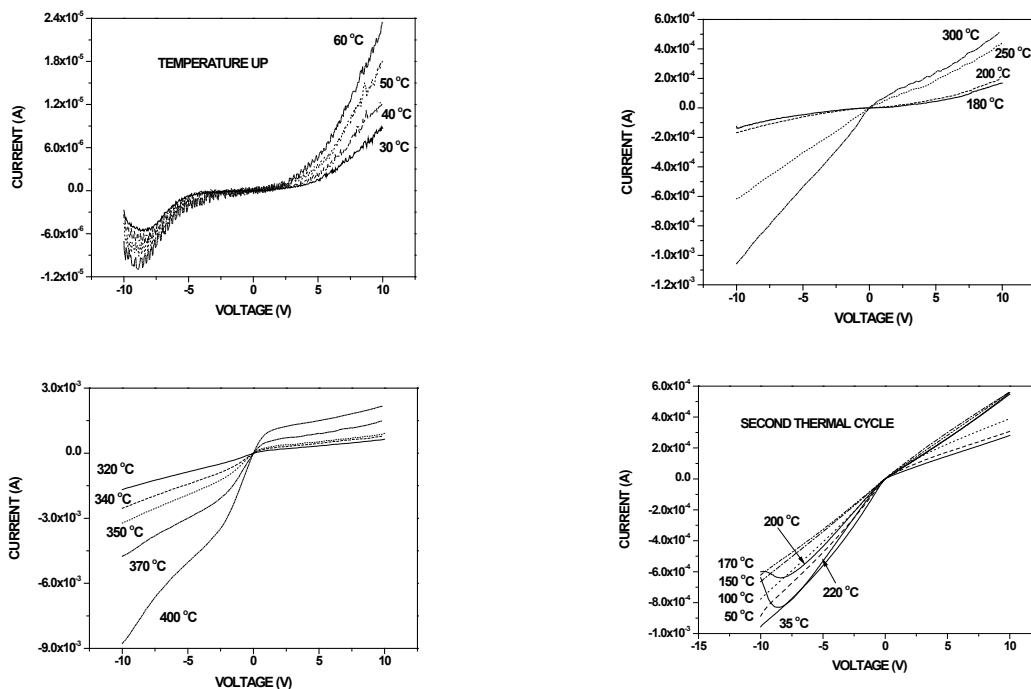 2.4x10⁻⁵
1.8x10⁻⁵
1.2x10⁻⁵
6.0x10⁻⁶
0.0
-6.0x10⁻⁶
-1.2x10⁻⁵
CURRENT (A)
TEMPERATURE UP
60 °C
50 °C
40 °C
30 °C
-10 -5 0 5 10
VOLTAGE (V)
6.0x10⁻⁴
4.0x10⁻⁴
2.0x10⁻⁴
0.0
-2.0x10⁻⁴
-4.0x10⁻⁴
-6.0x10⁻⁴
-8.0x10⁻⁴
-1.0x10⁻³
-1.2x10⁻³
CURRENT (A)
300 °C
250 °C
200 °C
180 °C
-10 -5 0 5 10
VOLTAGE (V)
3.0x10⁻³
0.0
-3.0x10⁻³
-6.0x10⁻³
-9.0x10⁻³
CURRENT (A)
320 °C
340 °C
350 °C
370 °C
400 °C
-10 -5 0 5 10
VOLTAGE (V)
6.0x10⁻⁴
4.0x10⁻⁴
2.0x10⁻⁴
0.0
-2.0x10⁻⁴
-4.0x10⁻⁴
-6.0x10⁻⁴
-8.0x10⁻⁴
-1.0x10⁻³
CURRENT (A)
SECOND THERMAL CYCLE
200 °C
170 °C
150 °C
100 °C
50 °C
35 °C
220 °C
-15 -10 -5 0 5 10
VOLTAGE (V)